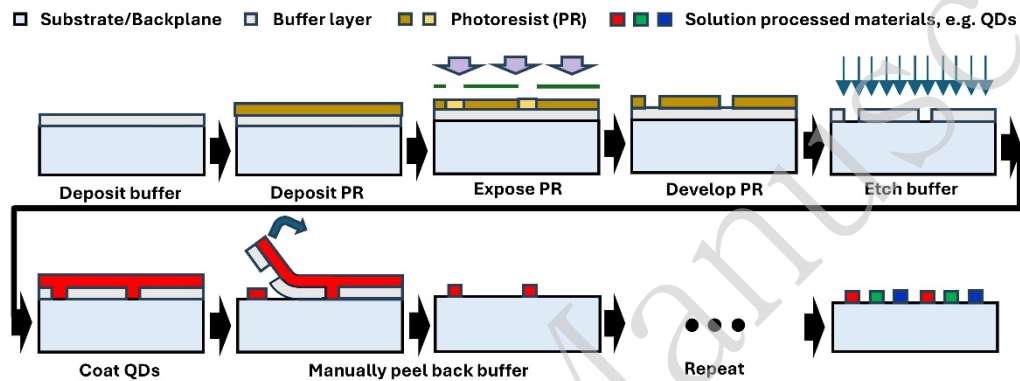 Substrate/Backplane Buffer layer Photoresist (PR) Solution processed materials, e.g. QDs
Deposit buffer Deposit PR Expose PR Develop PR Etch buffer
Coat QDs Manually peel back buffer Repeat
Manusc